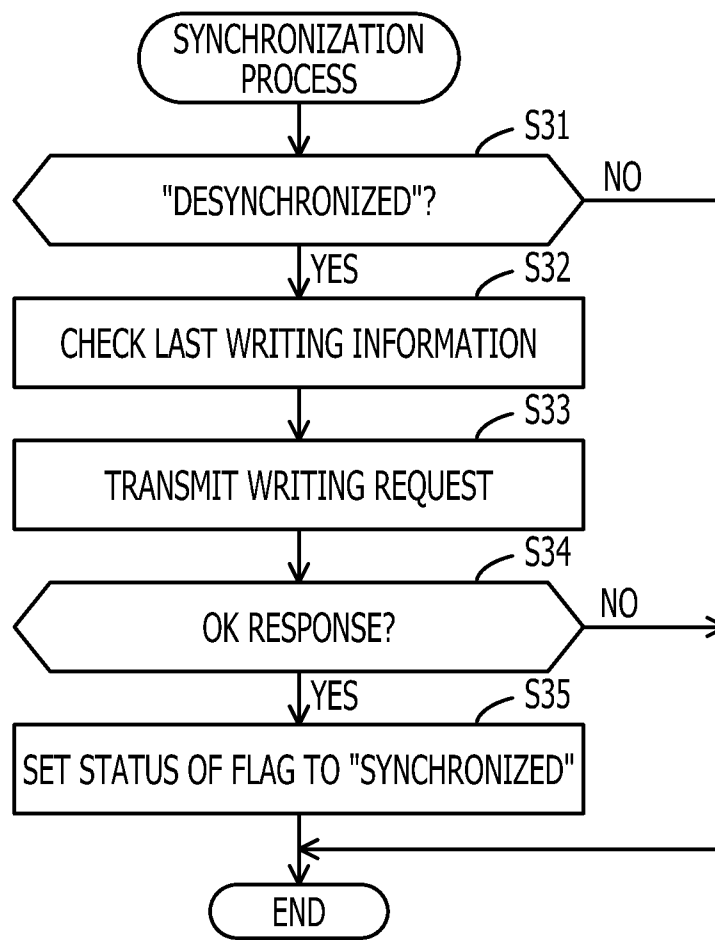 SYNCHRONIZATION
PROCESS
S31
"DESYNCHRONIZED"?
NO
YES
S32
CHECK LAST WRITING INFORMATION
S33
TRANSMIT WRITING REQUEST
S34
OK RESPONSE?
NO
YES
S35
SET STATUS OF FLAG TO "SYNCHRONIZED"
END